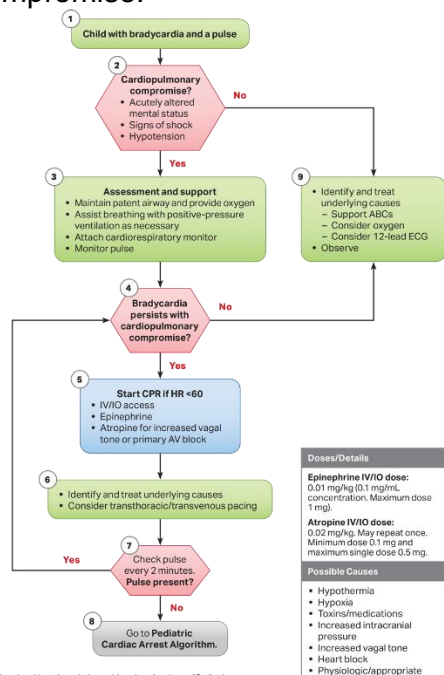 mpromise.
1
Child with bradycardia and a pulse
2
Cardiopulmonary
compromise?
• Acutely altered
mental status
• Signs of shock
• Hypotension
No
Yes
3
Assessment and support
• Maintain patent airway and provide oxygen
• Assist breathing with positive-pressure
ventilation as necessary
• Attach cardiorespiratory monitor
• Monitor pulse
9
• Identify and treat
underlying causes
– Support ABCs
– Consider oxygen
– Consider 12-lead ECG
• Observe
4
Bradycardia
persists with
cardiopulmonary
compromise?
No
Yes
5
Start CPR if HR <60
• IV/IO access
• Epinephrine
• Atropine for increased vagal
tone or primary AV block
6
• Identify and treat underlying causes
• Consider transthoracic/transvenous pacing
7
Check pulse
every 2 minutes.
Pulse present?
Yes
No
8
Go to Pediatric
Cardiac Arrest Algorithm.
Doses/Details
Epinephrine IV/IO dose:
0.01 mg/kg (0.1 mg/mL
concentration. Maximum dose
1 mg).
Atropine IV/IO dose:
0.02 mg/kg. May repeat once.
Minimum dose 0.1 mg and
maximum single dose 0.5 mg.
Possible Causes
• Hypothermia
• Hypoxia
• Toxins/medications
• Increased intracranial
pressure
• Increased vagal tone
• Heart block
• Physiologic/appropriate